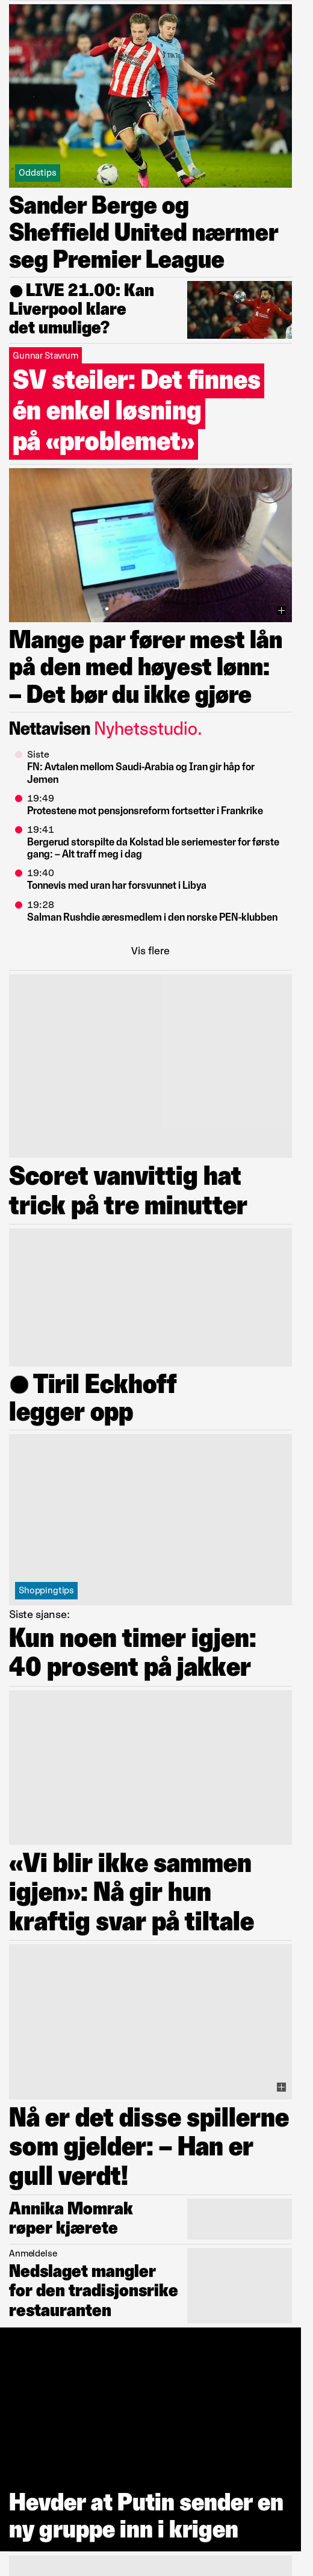 Oddstips
Sander Berge og
Sheffield United nærmer
seg Premier League
LIVE 21.00: Kan
Liverpool klare
det umulige?
Gunnar Stavrum
SV steiler: Det finnes
én enkel løsning
på «problemet»
Mange par fører mest lån
på den med høyest lønn:
– Det bør du ikke gjøre
Nettavisen Nyhetsstudio.
Siste
FN: Avtalen mellom Saudi-Arabia og Iran gir håp for
Jemen
19:49
Protestene mot pensjonsreform fortsetter i Frankrike
19:41
Bergerud storspilte da Kolstad ble seriemester for første
gang: – Alt traff meg i dag
19:40
Tonnevis med uran har forsvunnet i Libya
19:28
Salman Rushdie æresmedlem i den norske PEN-klubben
Vis flere
Scoret vanvittig hat
trick på tre minutter
Tiril Eckhoff
legger opp
Shoppingtips
Siste sjanse:
Kun noen timer igjen:
40 prosent på jakker
«Vi blir ikke sammen
igjen»: Nå gir hun
kraftig svar på tiltale
Nå er det disse spillerne
som gjelder: – Han er
gull verdt!
Annika Momrak
røper kjærete
Anmeldelse
Nedslaget mangler
for den tradisjonsrike
restauranten
Hevder at Putin sender en
ny gruppe inn i krigen